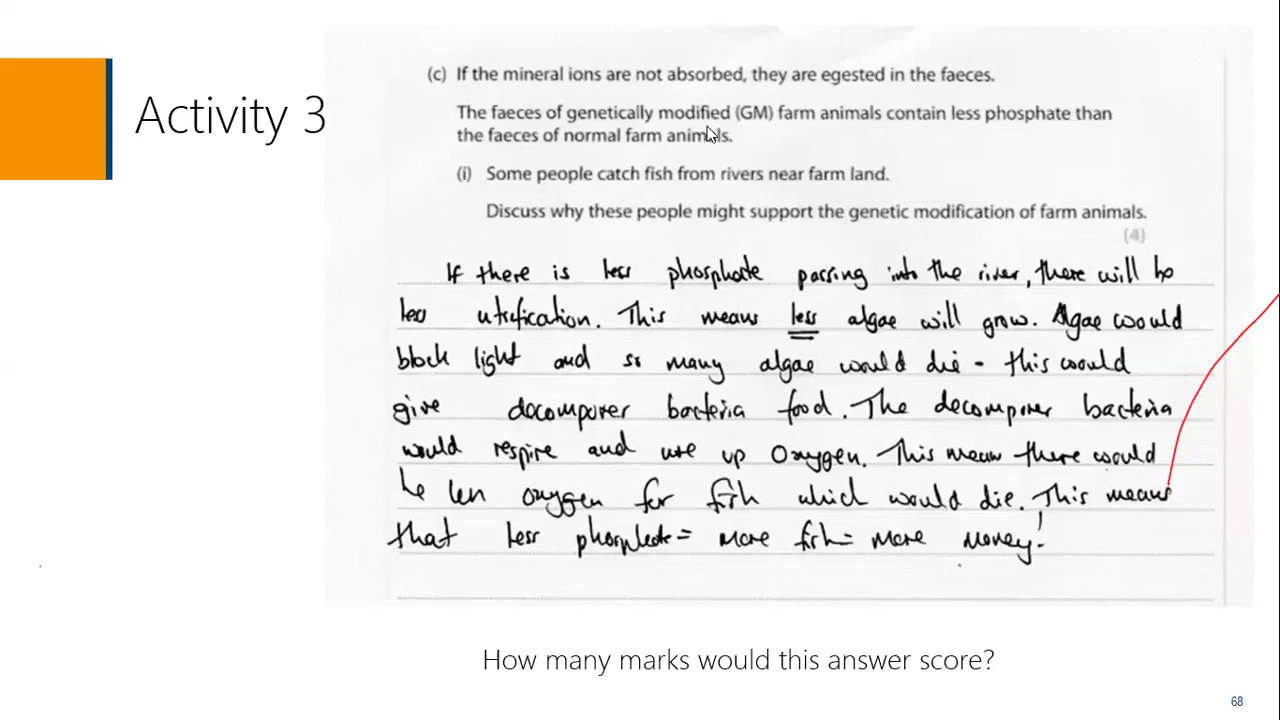 Activity 3
(c) If the mineral ions are not absorbed, they are egested in the faeces.
The faeces of genetically modified (GM) farm animals contain less phosphate than
the faeces of normal farm animals.
(i) Some people catch fish from rivers near farm land.
Discuss why these people might support the genetic modification of farm animals.
(4)
If there is less phosphate passing into the river, there will be
less utrification. This means less algae will grow. Algae would
block light and so many algae would die - this would
give decomposer bacteria food. The decomposer bacteria
would respire and use up Oxygen. This means there would
be less oxygen for fish which would die. This means
that less phosphate = more fish = more money!
How many marks would this answer score?
68